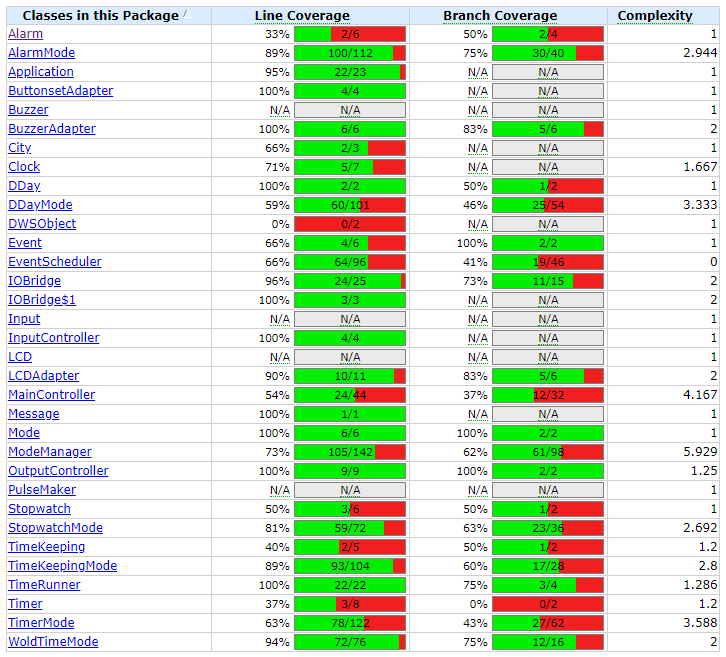 Classes in this Package Line Coverage Branch Coverage Complexity
Alarm 33% 2/6 50% 2/4 1
AlarmMode 89% 100/112 75% 30/40 2.944
Application 95% 22/23 N/A N/A 1
ButtonsetAdapter 100% 4/4 N/A N/A 1
Buzzer N/A N/A N/A N/A 1
BuzzerAdapter 100% 6/6 83% 5/6 2
City 66% 2/3 N/A N/A 1
Clock 71% 5/7 N/A N/A 1.667
DDay 100% 2/2 50% 1/2 1
DDayMode 59% 60/101 46% 25/54 3.333
DWSObject 0% 0/2 N/A N/A 1
Event 66% 4/6 100% 2/2 1
EventScheduler 66% 64/96 41% 19/46 0
IOBridge 96% 24/25 73% 11/15 2
IOBridge$1 100% 3/3 N/A N/A 2
Input N/A N/A N/A N/A 1
InputController 100% 4/4 N/A N/A 1
LCD N/A N/A N/A N/A 1
LCDAdapter 90% 10/11 83% 5/6 2
MainController 54% 24/44 37% 12/32 4.167
Message 100% 1/1 N/A N/A 1
Mode 100% 6/6 100% 2/2 1
ModeManager 73% 105/142 62% 61/98 5.929
OutputController 100% 9/9 100% 2/2 1.25
PulseMaker N/A N/A N/A N/A 1
Stopwatch 50% 3/6 50% 1/2 1
StopwatchMode 81% 59/72 63% 23/36 2.692
TimeKeeping 40% 2/5 50% 1/2 1.2
TimeKeepingMode 89% 93/104 60% 17/28 2.8
TimeRunner 100% 22/22 75% 3/4 1.286
Timer 37% 3/8 0% 0/2 1.2
TimerMode 63% 78/122 43% 27/62 3.588
WoldTimeMode 94% 72/76 75% 12/16 2